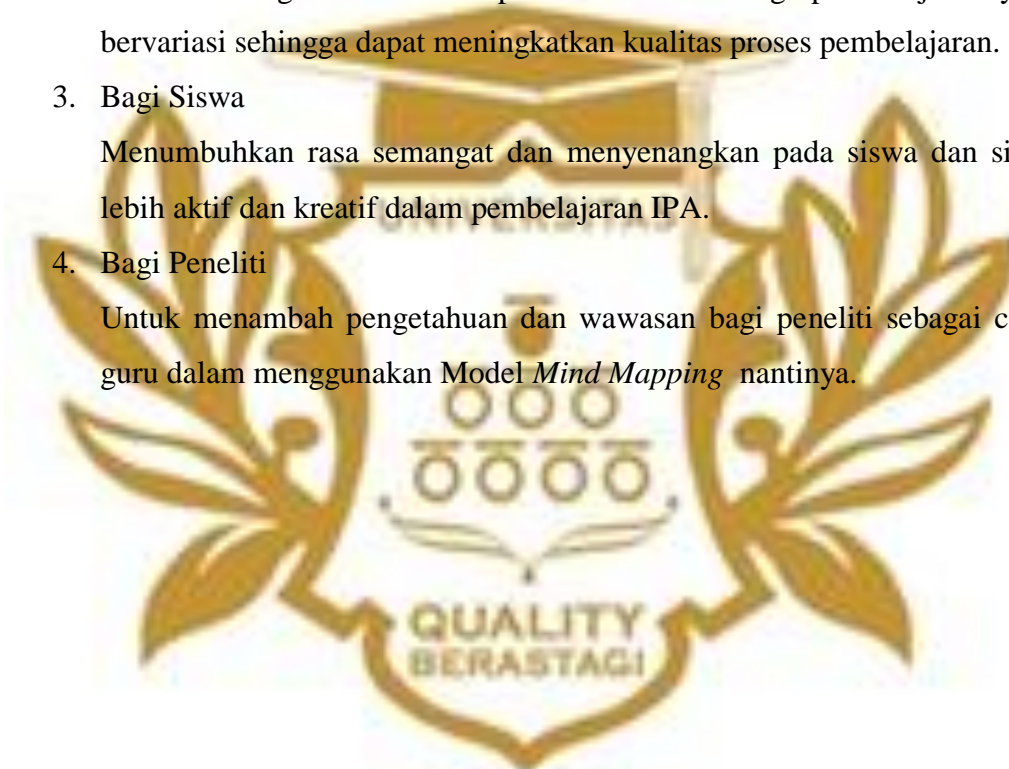 bervariasi sehingga dapat meningkatkan kualitas proses pembelajaran.
3. Bagi Siswa
Menumbuhkan rasa semangat dan menyenangkan pada siswa dan si
lebih aktif dan kreatif dalam pembelajaran IPA.
4. Bagi Peneliti
Untuk menambah pengetahuan dan wawasan bagi peneliti sebagai c
guru dalam menggunakan Model Mind Mapping nantinya.
UNIVERSITAS
QUALITY
BERASTAGI